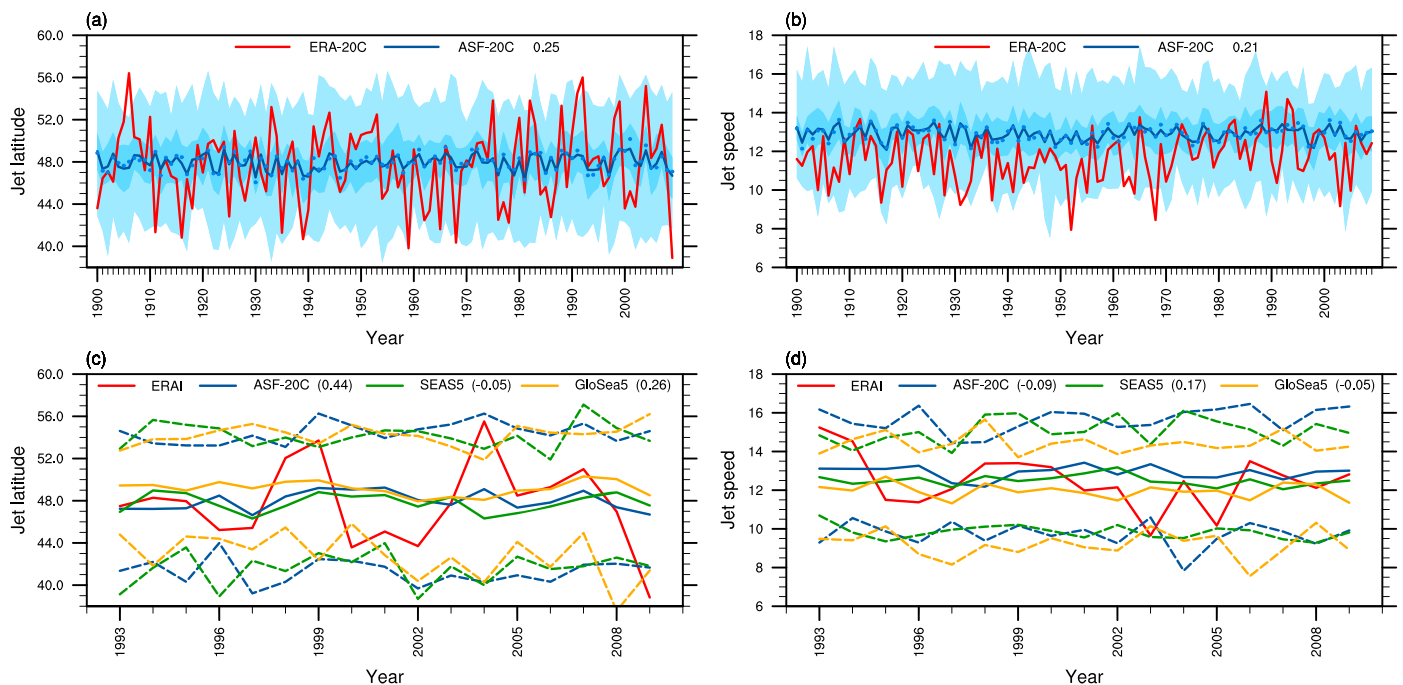 (a)
ERA-20C ASF-20C 0.25
60.0
56.0
52.0
48.0
44.0
40.0
Jet latitude
1900 1910 1920 1930 1940 1950 1960 1970 1980 1990 2000
Year
(b)
ERA-20C ASF-20C 0.21
18
16
14
12
10
8
6
Jet speed
1900 1910 1920 1930 1940 1950 1960 1970 1980 1990 2000
Year
(c)
ERAI ASF-20C (0.44) SEAS5 (-0.05) GloSea5 (0.26)
60.0
56.0
52.0
48.0
44.0
40.0
Jet latitude
1993 1996 1999 2002 2005 2008
Year
(d)
ERAI ASF-20C (-0.09) SEAS5 (0.17) GloSea5 (-0.05)
18
16
14
12
10
8
6
Jet speed
1993 1996 1999 2002 2005 2008
Year